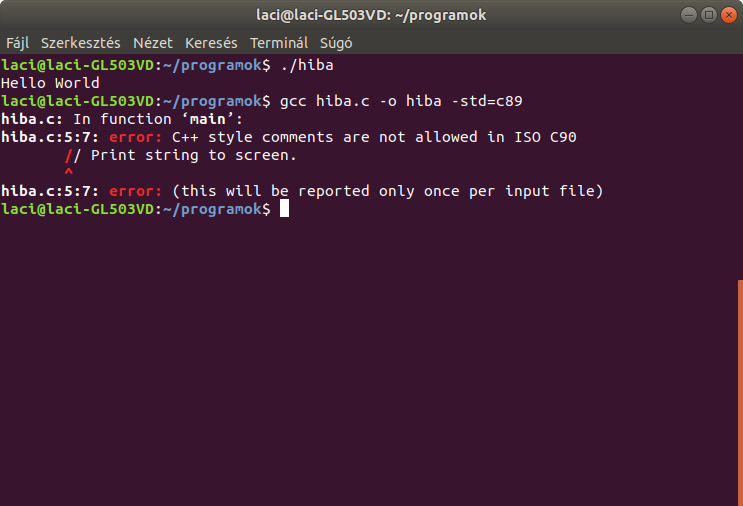 laci@laci-GL503VD: ~/programok
Fájl Szerkesztés Nézet Keresés Terminál Súgó
laci@laci-GL503VD:~/programok$ ./hiba
Hello World
laci@laci-GL503VD:~/programok$ gcc hiba.c -o hiba -std=c89
hiba.c: In function ‘main’:
hiba.c:5:7: error: C++ style comments are not allowed in ISO C90
       // Print string to screen.
       ^
hiba.c:5:7: error: (this will be reported only once per input file)
laci@laci-GL503VD:~/programok$